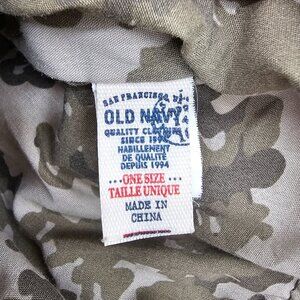 SAN FRANCISCO
OLD NAVY
QUALITY CLOTHING
SINCE 1994
HABILLEMENT
DE QUALITÉ
DEPUIS 1994
...ONE SIZE...
TAILLE UNIQUE
MADE IN
CHINA